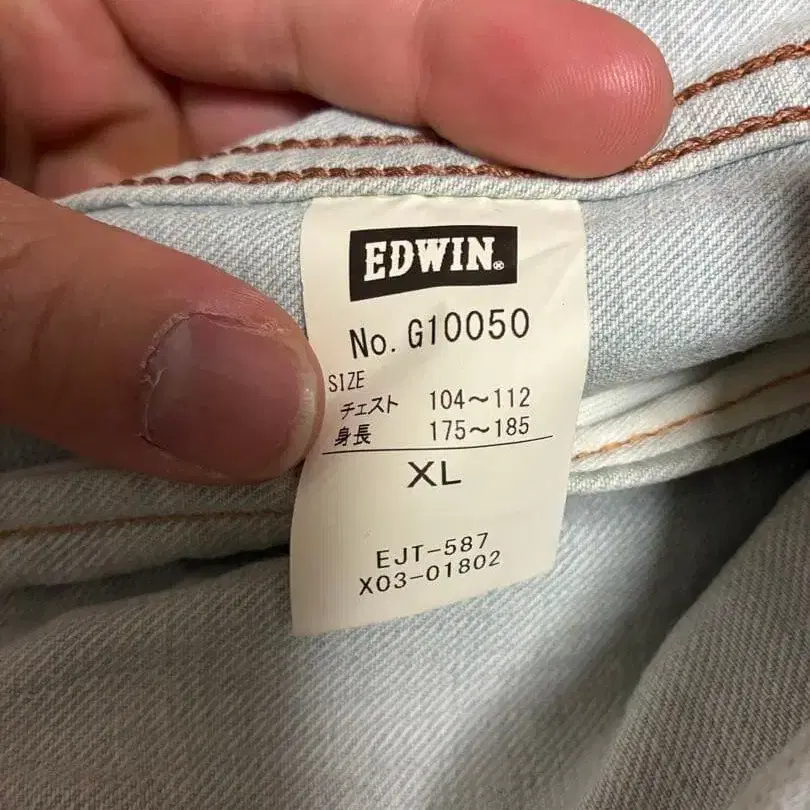 EDWIN®
No. G10050
SIZE
チェスト 104～112
身長 175～185
XL
EJT-587
X03-01802